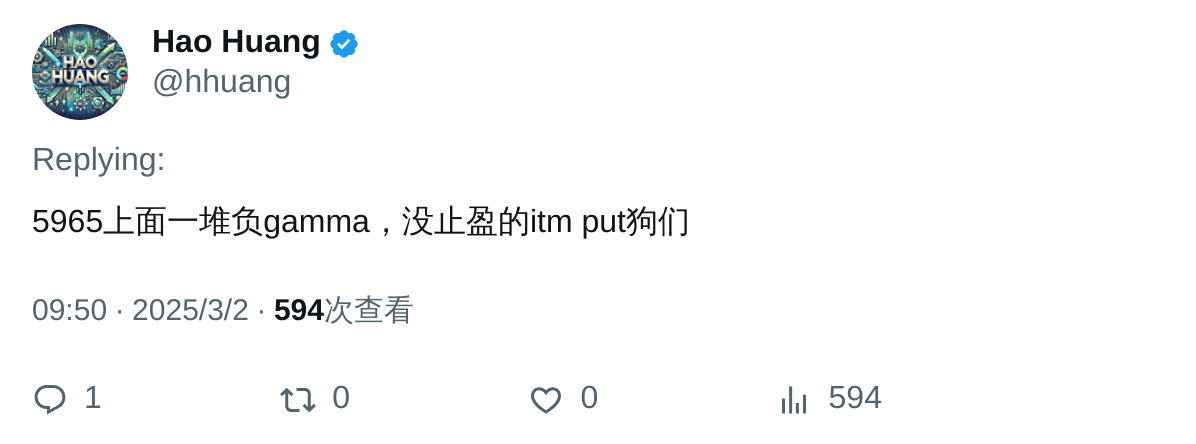 HAO
HUANG
Hao Huang
@hhuang
Replying:
5965上面一堆负gamma，没止盈的itm put狗们
09:50 · 2025/3/2 · 594次查看
1 0 0 594